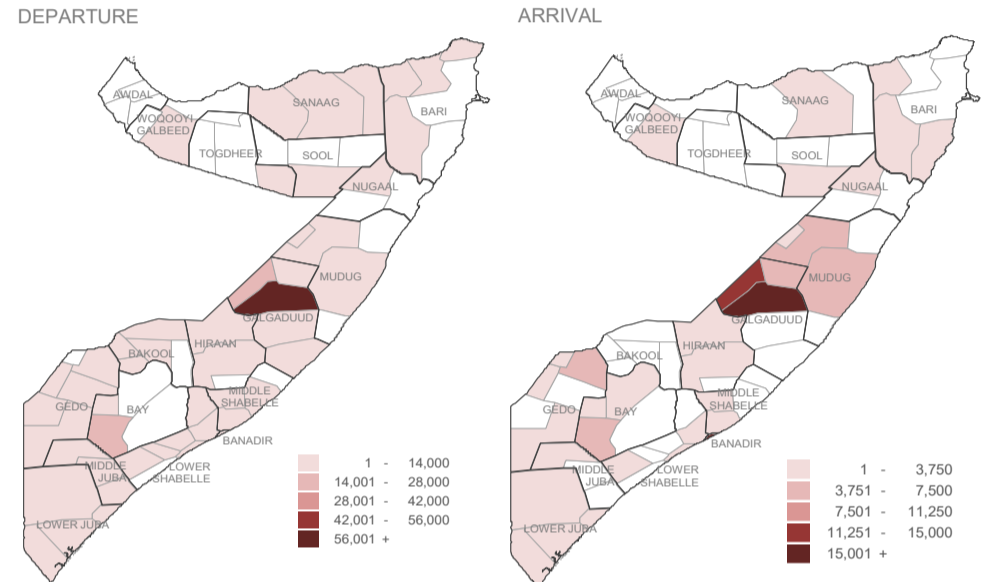 DEPARTURE
AWDAL
WOQOOYI
GALBEED
TOGDHEER
SANAAG
SOOL
BARI
NUGAAL
MUDUG
GALGADUUD
HIRAAN
BAKOOL
GEDO
BAY
MIDDLE
SHABELLE
BANADIR
LOWER
SHABELLE
MIDDLE
JUBA
LOWER JUBA
1 - 14,000
14,001 - 28,000
28,001 - 42,000
42,001 - 56,000
56,001 +
ARRIVAL
AWDAL
WOQOOYI
GALBEED
TOGDHEER
SANAAG
SOOL
BARI
NUGAAL
MUDUG
GALGADUUD
HIRAAN
BAKOOL
GEDO
BAY
MIDDLE
SHABELLE
BANADIR
LOWER
SHABELLE
MIDDLE
JUBA
LOWER JUBA
1 - 3,750
3,751 - 7,500
7,501 - 11,250
11,251 - 15,000
15,001 +